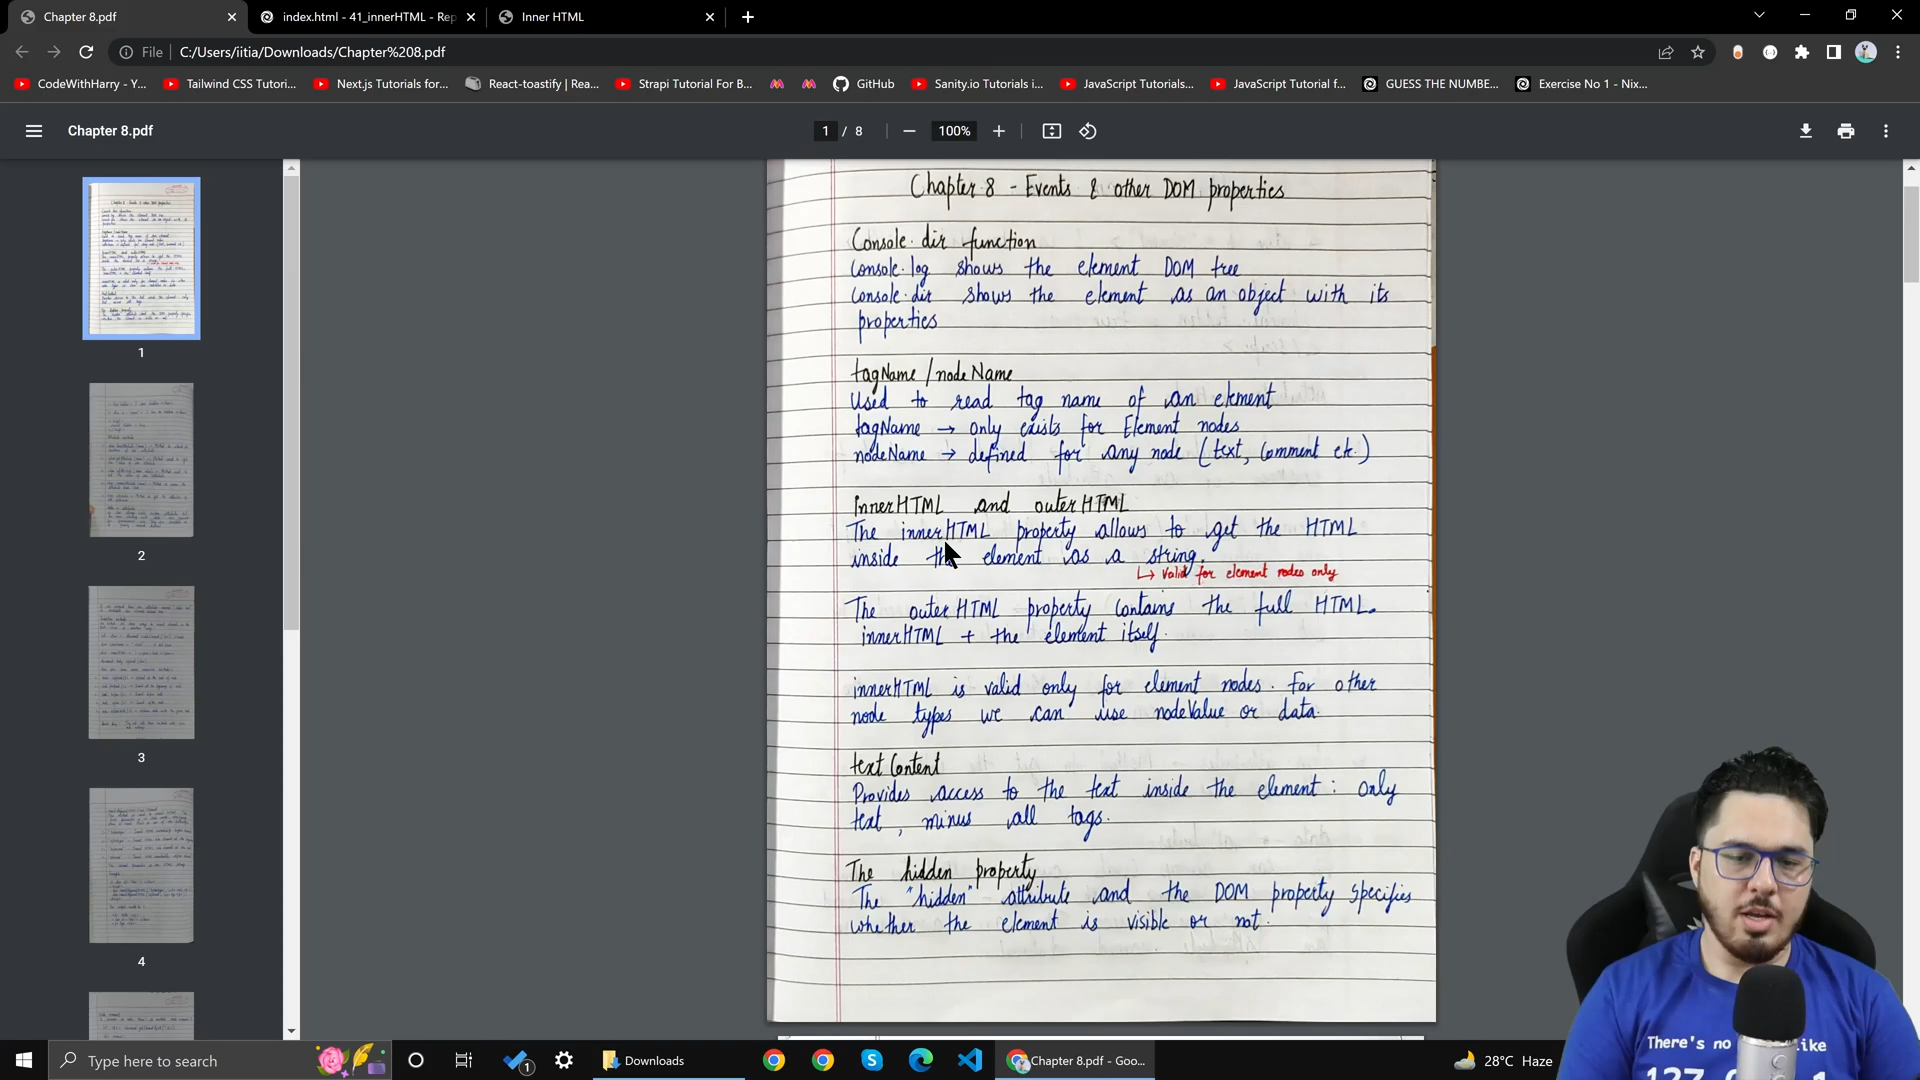 Chapter 8.pdf
index.html - 41_innerHTML - Rep
Inner HTML
File
C:/Users/iitia/Downloads/Chapter%208.pdf
CodeWithHarry - Y...
Tailwind CSS Tutori...
Next.js Tutorials for...
React-toastify | Rea...
Strapi Tutorial For B...
GitHub
Sanity.io Tutorials i...
JavaScript Tutorials...
JavaScript Tutorial f...
GUESS THE NUMBE...
Exercise No 1 - Nix...
Chapter 8.pdf
1 / 8
100%
1
2
3
4
Chapter 8 - Events & other DOM properties
Console.dir function
Console.log shows the element DOM tree
Console.dir shows the element as an object with its
properties
tagName / nodeName
Used to read tag name of an element
tagName → only exists for Element nodes
nodeName → defined for any node (text, comment etc.)
InnerHTML and outerHTML
The innerHTML property allows to get the HTML
inside the element as a string.
↳ valid for element nodes only
The outerHTML property contains the full HTML.
innerHTML + the element itself.
innerHTML is valid only for element nodes. For other
node types we can use nodeValue or data.
textContent
Provides access to the text inside the element: only
text, minus all tags.
The hidden property
The "hidden" attribute and the DOM property specifies
whether the element is visible or not.
There's no like
Type here to search
1
Downloads
Chapter 8.pdf - Goo...
28°C Haze